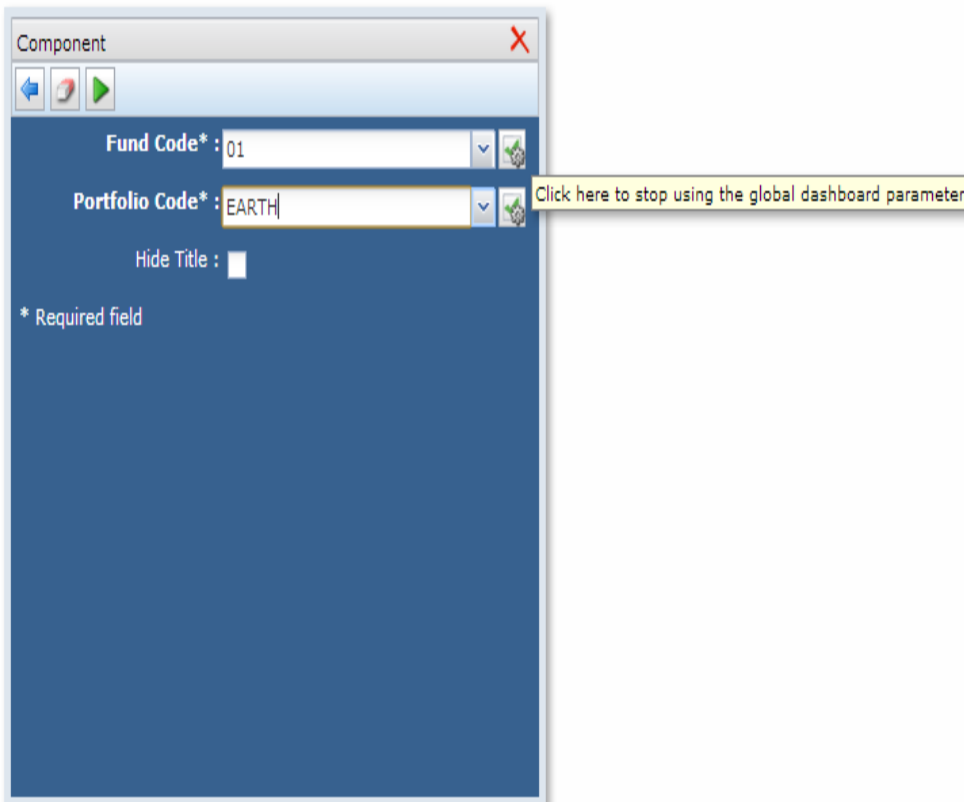 Component
Fund Code* : 01
Click here to stop using the global dashboard parameter
Portfolio Code* : EARTH
Hide Title :
* Required field